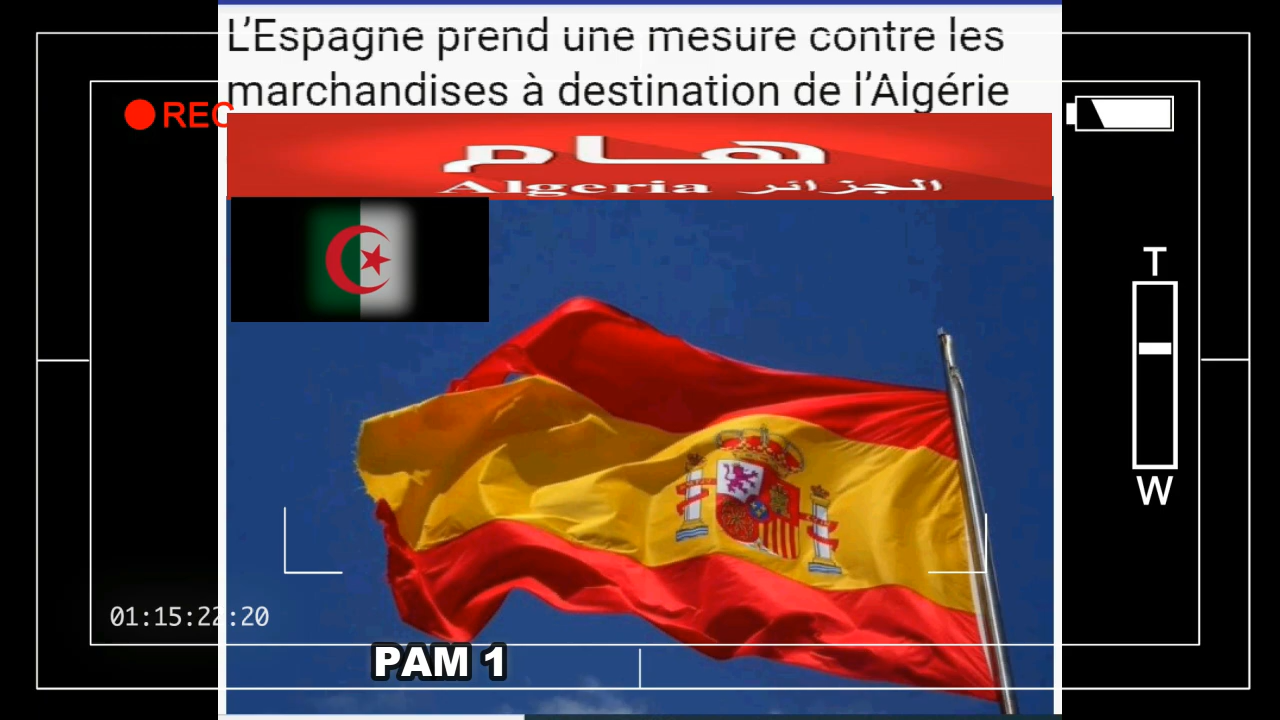 L’Espagne prend une mesure contre les
marchandises à destination de l’Algérie
REC
هام
Algeria الجزائر
T
W
01:15:22:20
PAM 1